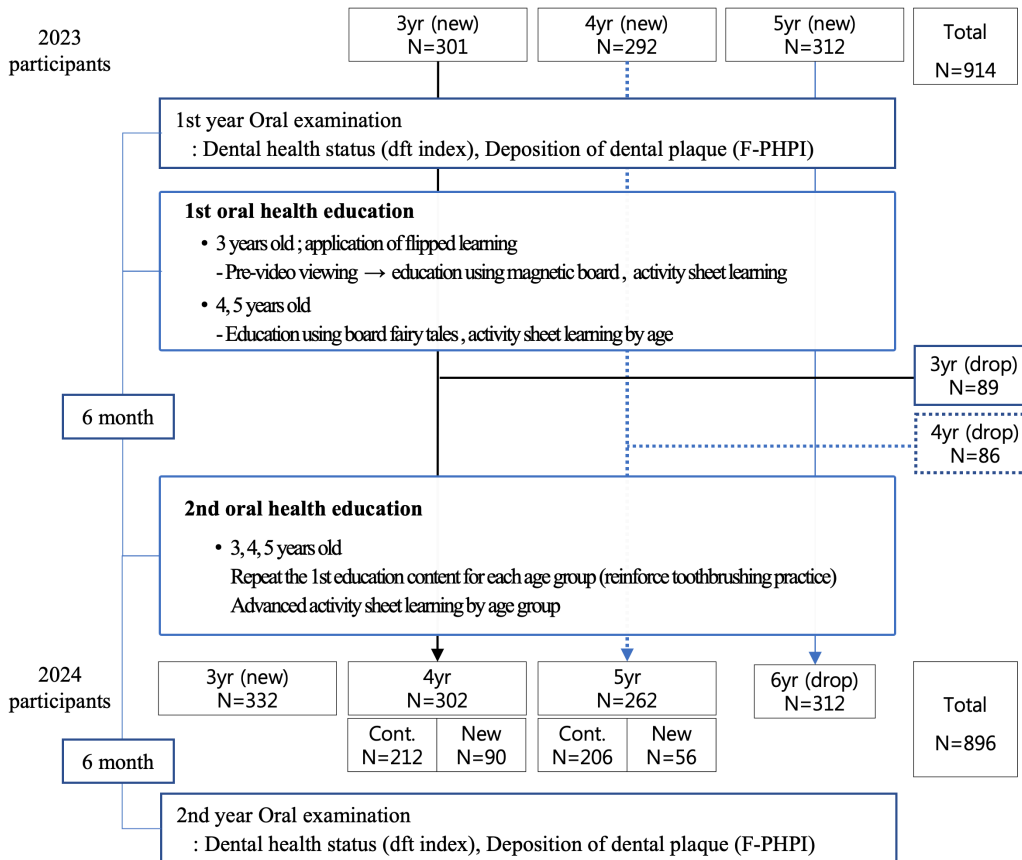 2023
participants
3yr (new)
N=301
4yr (new)
N=292
5yr (new)
N=312
Total
N=914
1st year Oral examination
: Dental health status (dft index), Deposition of dental plaque (F-PHPI)
1st oral health education
• 3 years old ; application of flipped learning
- Pre-video viewing → education using magnetic board , activity sheet learning
• 4, 5 years old
- Education using board fairy tales , activity sheet learning by age
3yr (drop)
N=89
6 month
4yr (drop)
N=86
2nd oral health education
• 3, 4, 5 years old
Repeat the 1st education content for each age group (reinforce toothbrushing practice)
Advanced activity sheet learning by age group
2024
participants
3yr (new)
N=332
4yr
N=302
Cont.
N=212
New
N=90
5yr
N=262
Cont.
N=206
New
N=56
6yr (drop)
N=312
Total
N=896
6 month
2nd year Oral examination
: Dental health status (dft index), Deposition of dental plaque (F-PHPI)